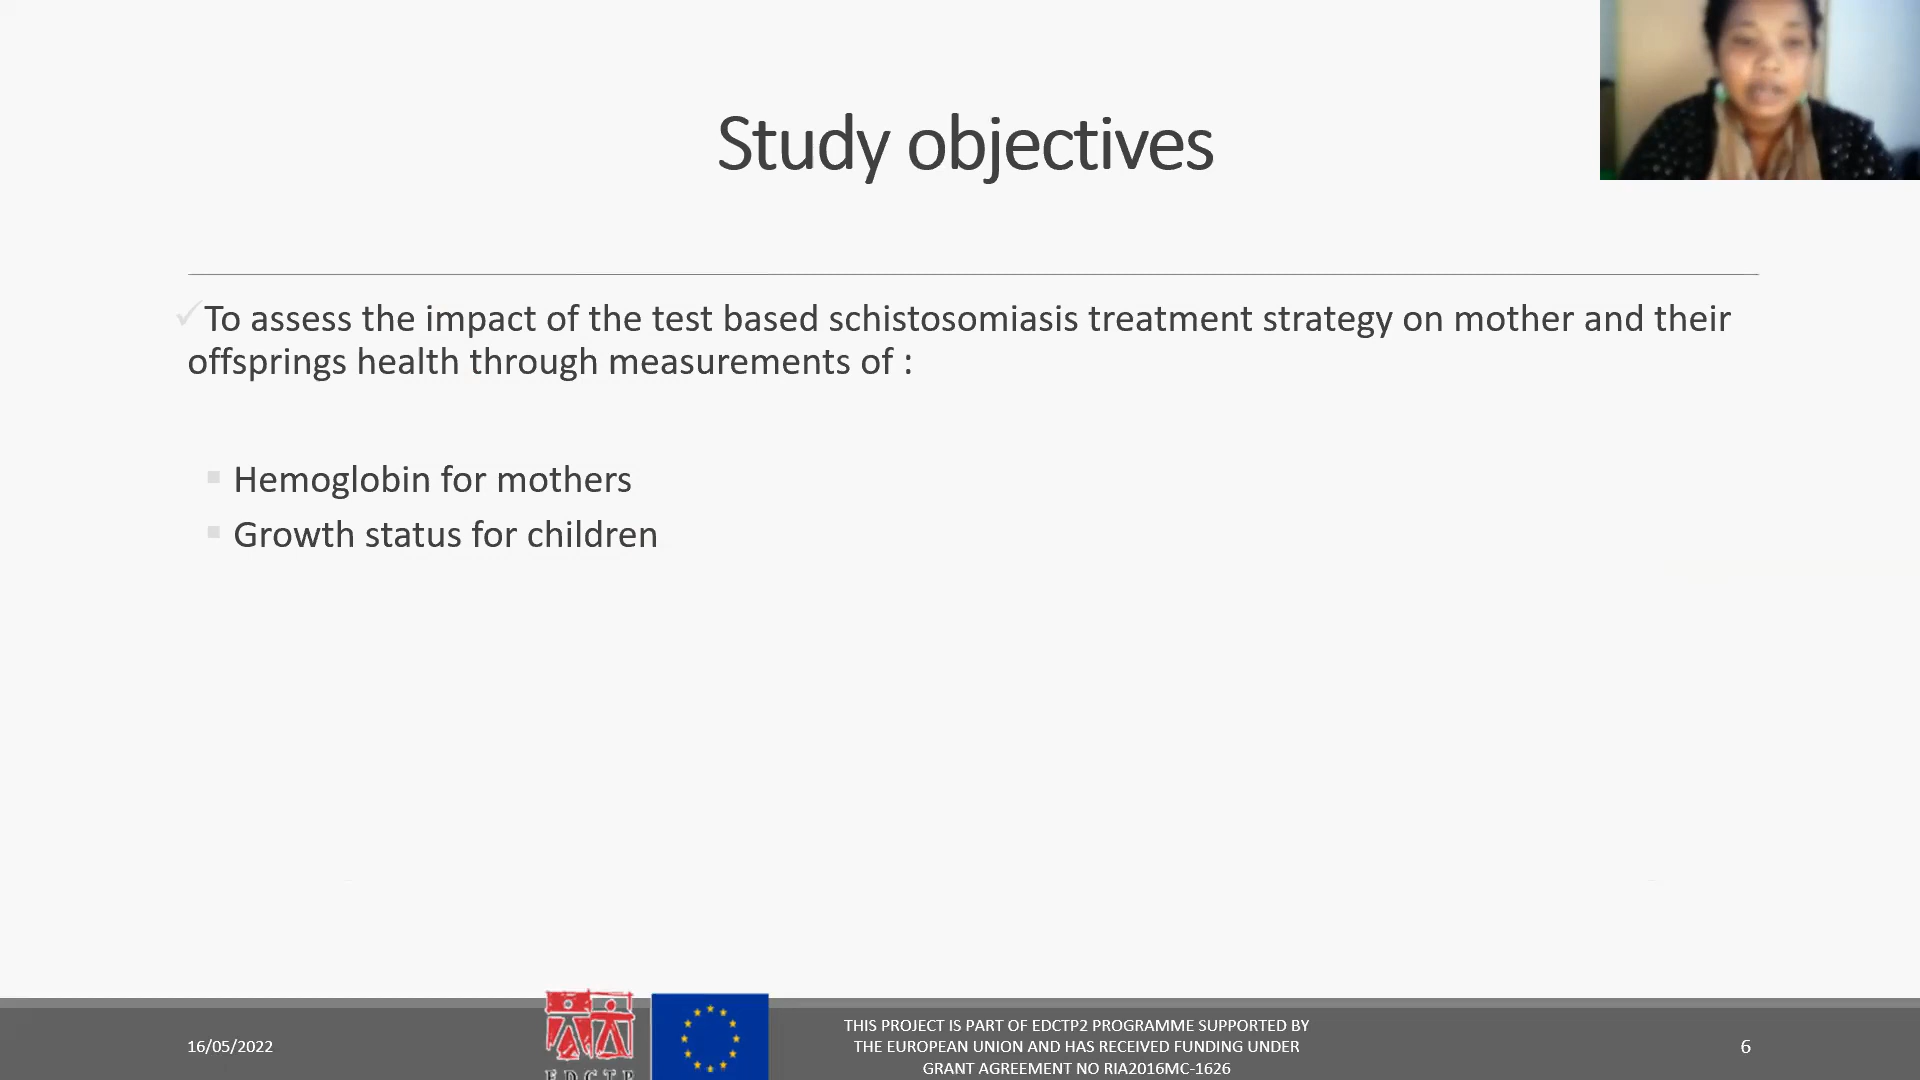 Study objectives
✓To assess the impact of the test based schistosomiasis treatment strategy on mother and their
offsprings health through measurements of :
▪ Hemoglobin for mothers
▪ Growth status for children
16/05/2022
EDCTP
THIS PROJECT IS PART OF EDCTP2 PROGRAMME SUPPORTED BY
THE EUROPEAN UNION AND HAS RECEIVED FUNDING UNDER
GRANT AGREEMENT NO RIA2016MC-1626
6